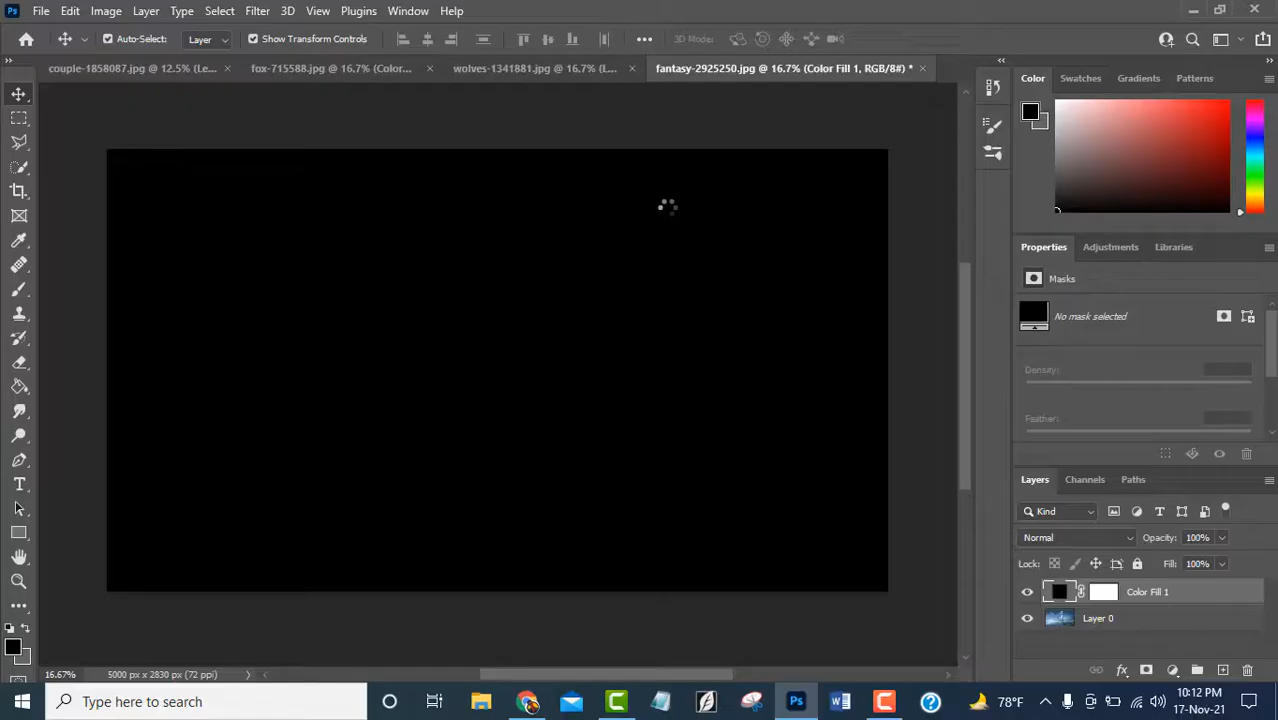 Ps File Edit Image Layer Type Select Filter 3D View Plugins Window Help
Auto-Select: Layer Show Transform Controls 3D Mode:
couple-1858087.jpg @ 12.5% (Le... × fox-715588.jpg @ 16.7% (Color... × wolves-1341881.jpg @ 16.7% (L... × fantasy-2925250.jpg @ 16.7% (Color Fill 1, RGB/8#) * ×
Color Swatches Gradients Patterns
Properties Adjustments Libraries
Masks
No mask selected
Density:
Feather:
Layers Channels Paths
Kind
Normal Opacity: 100%
Lock: Fill: 100%
Color Fill 1
Layer 0
16.67% 5000 px x 2830 px (72 ppi)
Type here to search
78°F
10:12 PM
17-Nov-21